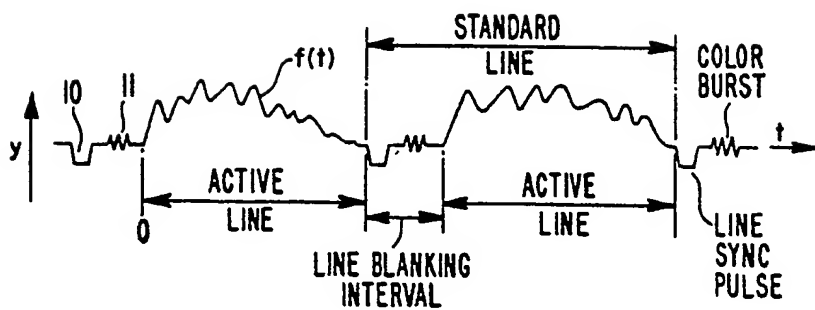 STANDARD
LINE
COLOR
BURST
f(t)
10
11
y
t
ACTIVE
LINE
ACTIVE
LINE
0
LINE BLANKING
INTERVAL
LINE
SYNC
PULSE